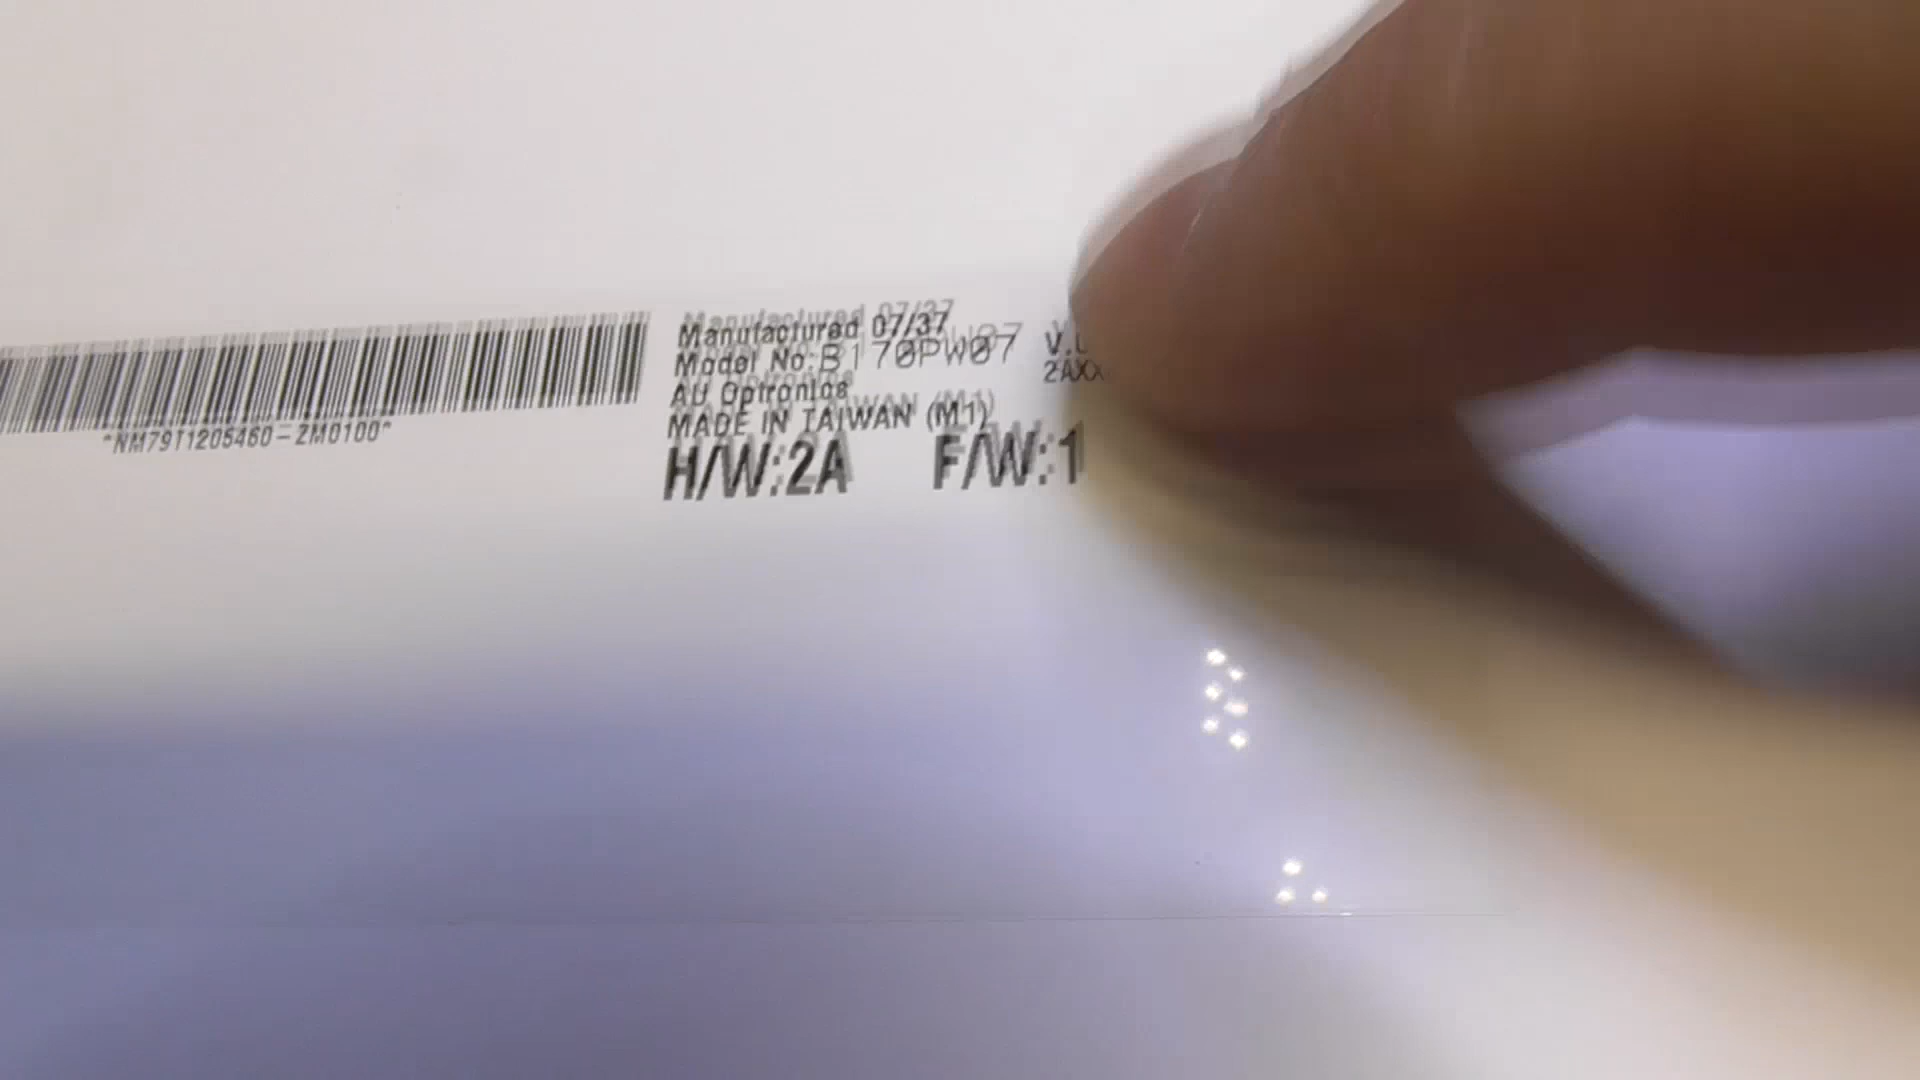 Manufactured 07/37
Model No:B170PW07
AU Optronics
MADE IN TAIWAN (M1)
H/W:2A F/W:1
*NM79T1205460-ZM0100*